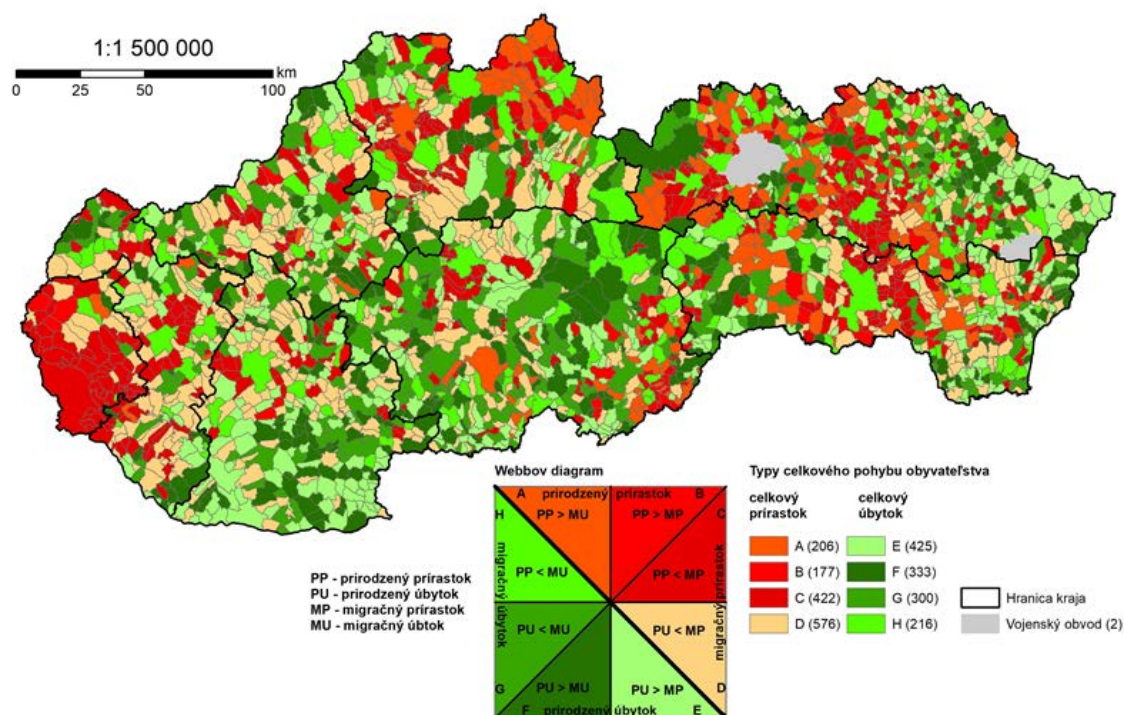 1:1 500 000
km
0 25 50 100
Webbov diagram
A prirodzený prírastok B
H PP > MU PP > MP C
PP < MU PP < MP
migračný úbytok
migračný prírastok
PU < MU PU < MP
G PU > MU PU > MP D
F prirodzený úbytok E
PP - prirodzený prírastok
PU - prirodzený úbytok
MP - migračný prírastok
MU - migračný úbtok
Typy celkového pohybu obyvateľstva
celkový prírastok
celkový úbytok
A (206) E (425)
B (177) F (333)
C (422) G (300)
D (576) H (216)
Hranica kraja
Vojenský obvod (2)